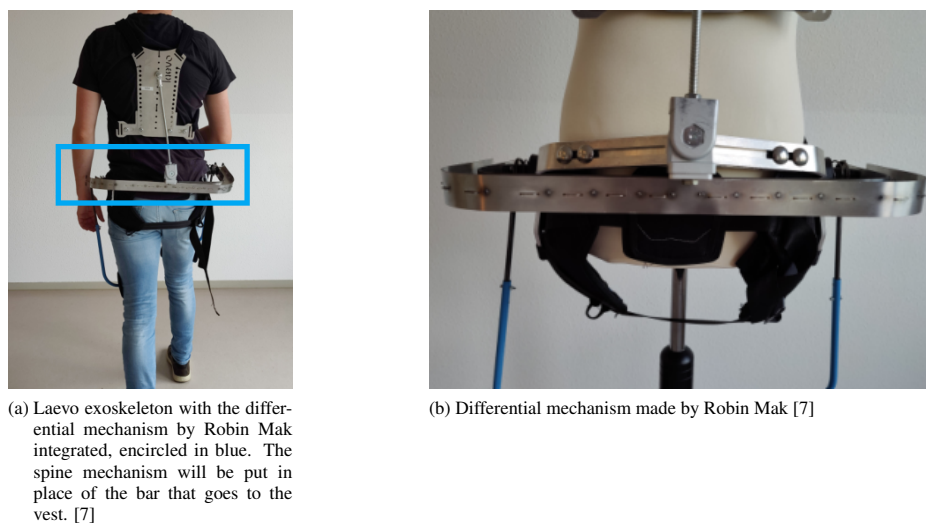 (a) Laevo exoskeleton with the differ-
ential mechanism by Robin Mak
integrated, encircled in blue. The
spine mechanism will be put in
place of the bar that goes to the
vest. [7]
(b) Differential mechanism made by Robin Mak [7]